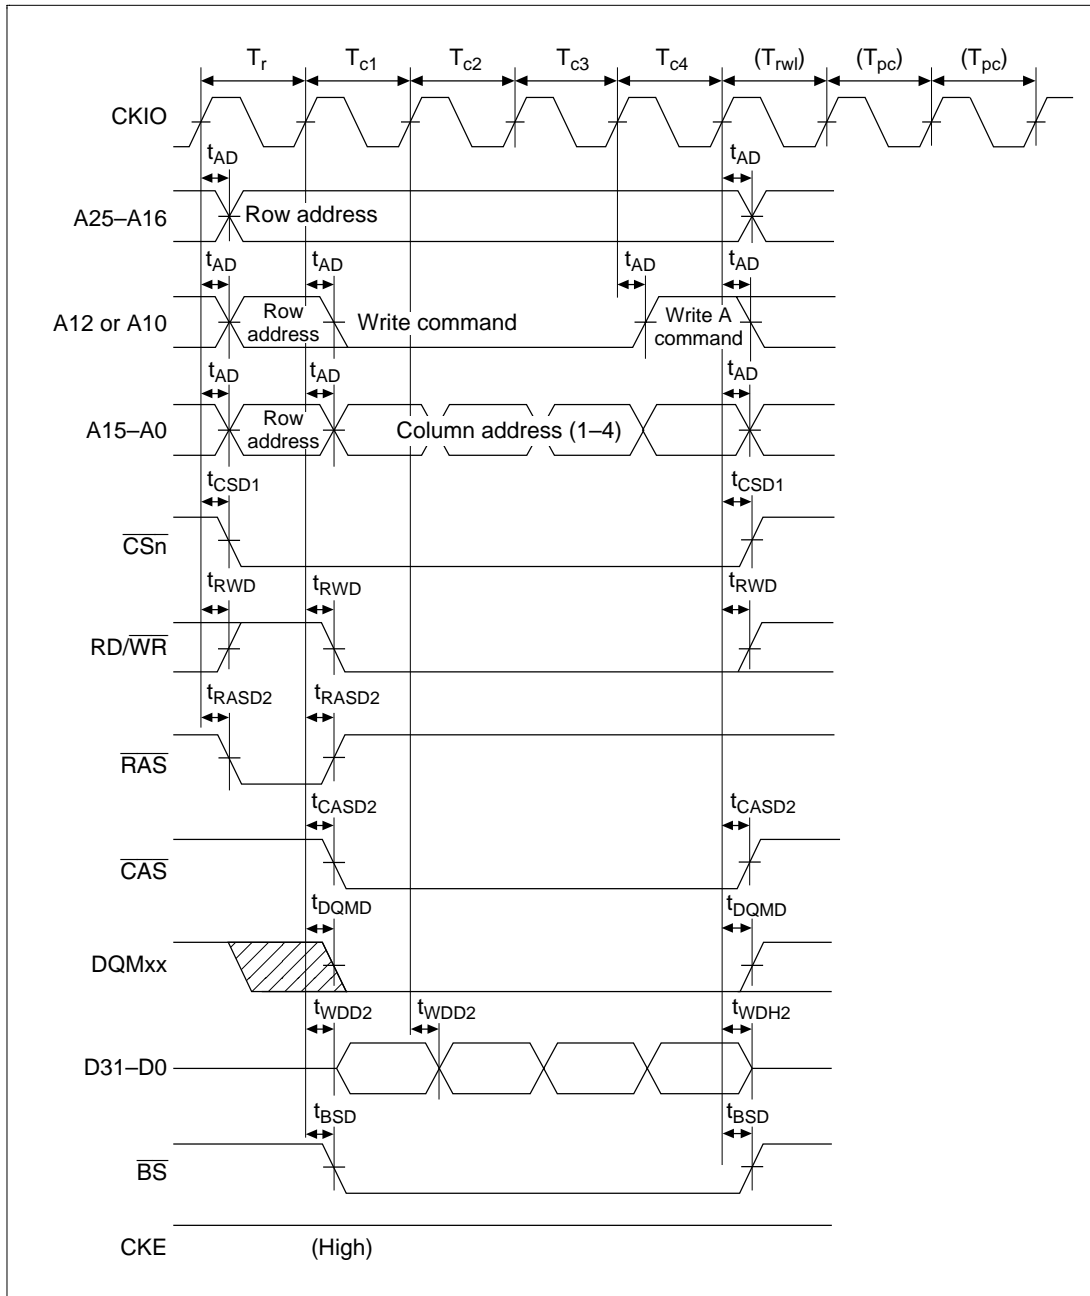 Tr Tc1 Tc2 Tc3 Tc4 (Trwl) (Tpc) (Tpc)
CKIO
tAD tAD
A25–A16 Row address
tAD tAD tAD tAD
A12 or A10 Row address Write command Write A command
tAD tAD tAD
A15–A0 Row address Column address (1–4)
tCSD1 tCSD1
CSn
tRWD tRWD tRWD
RD/WR
tRASD2 tRASD2
RAS
tCASD2 tCASD2
CAS
tDQMD tDQMD
DQMxx
tWDD2 tWDD2 tWDH2
D31–D0
tBSD tBSD
BS
CKE (High)